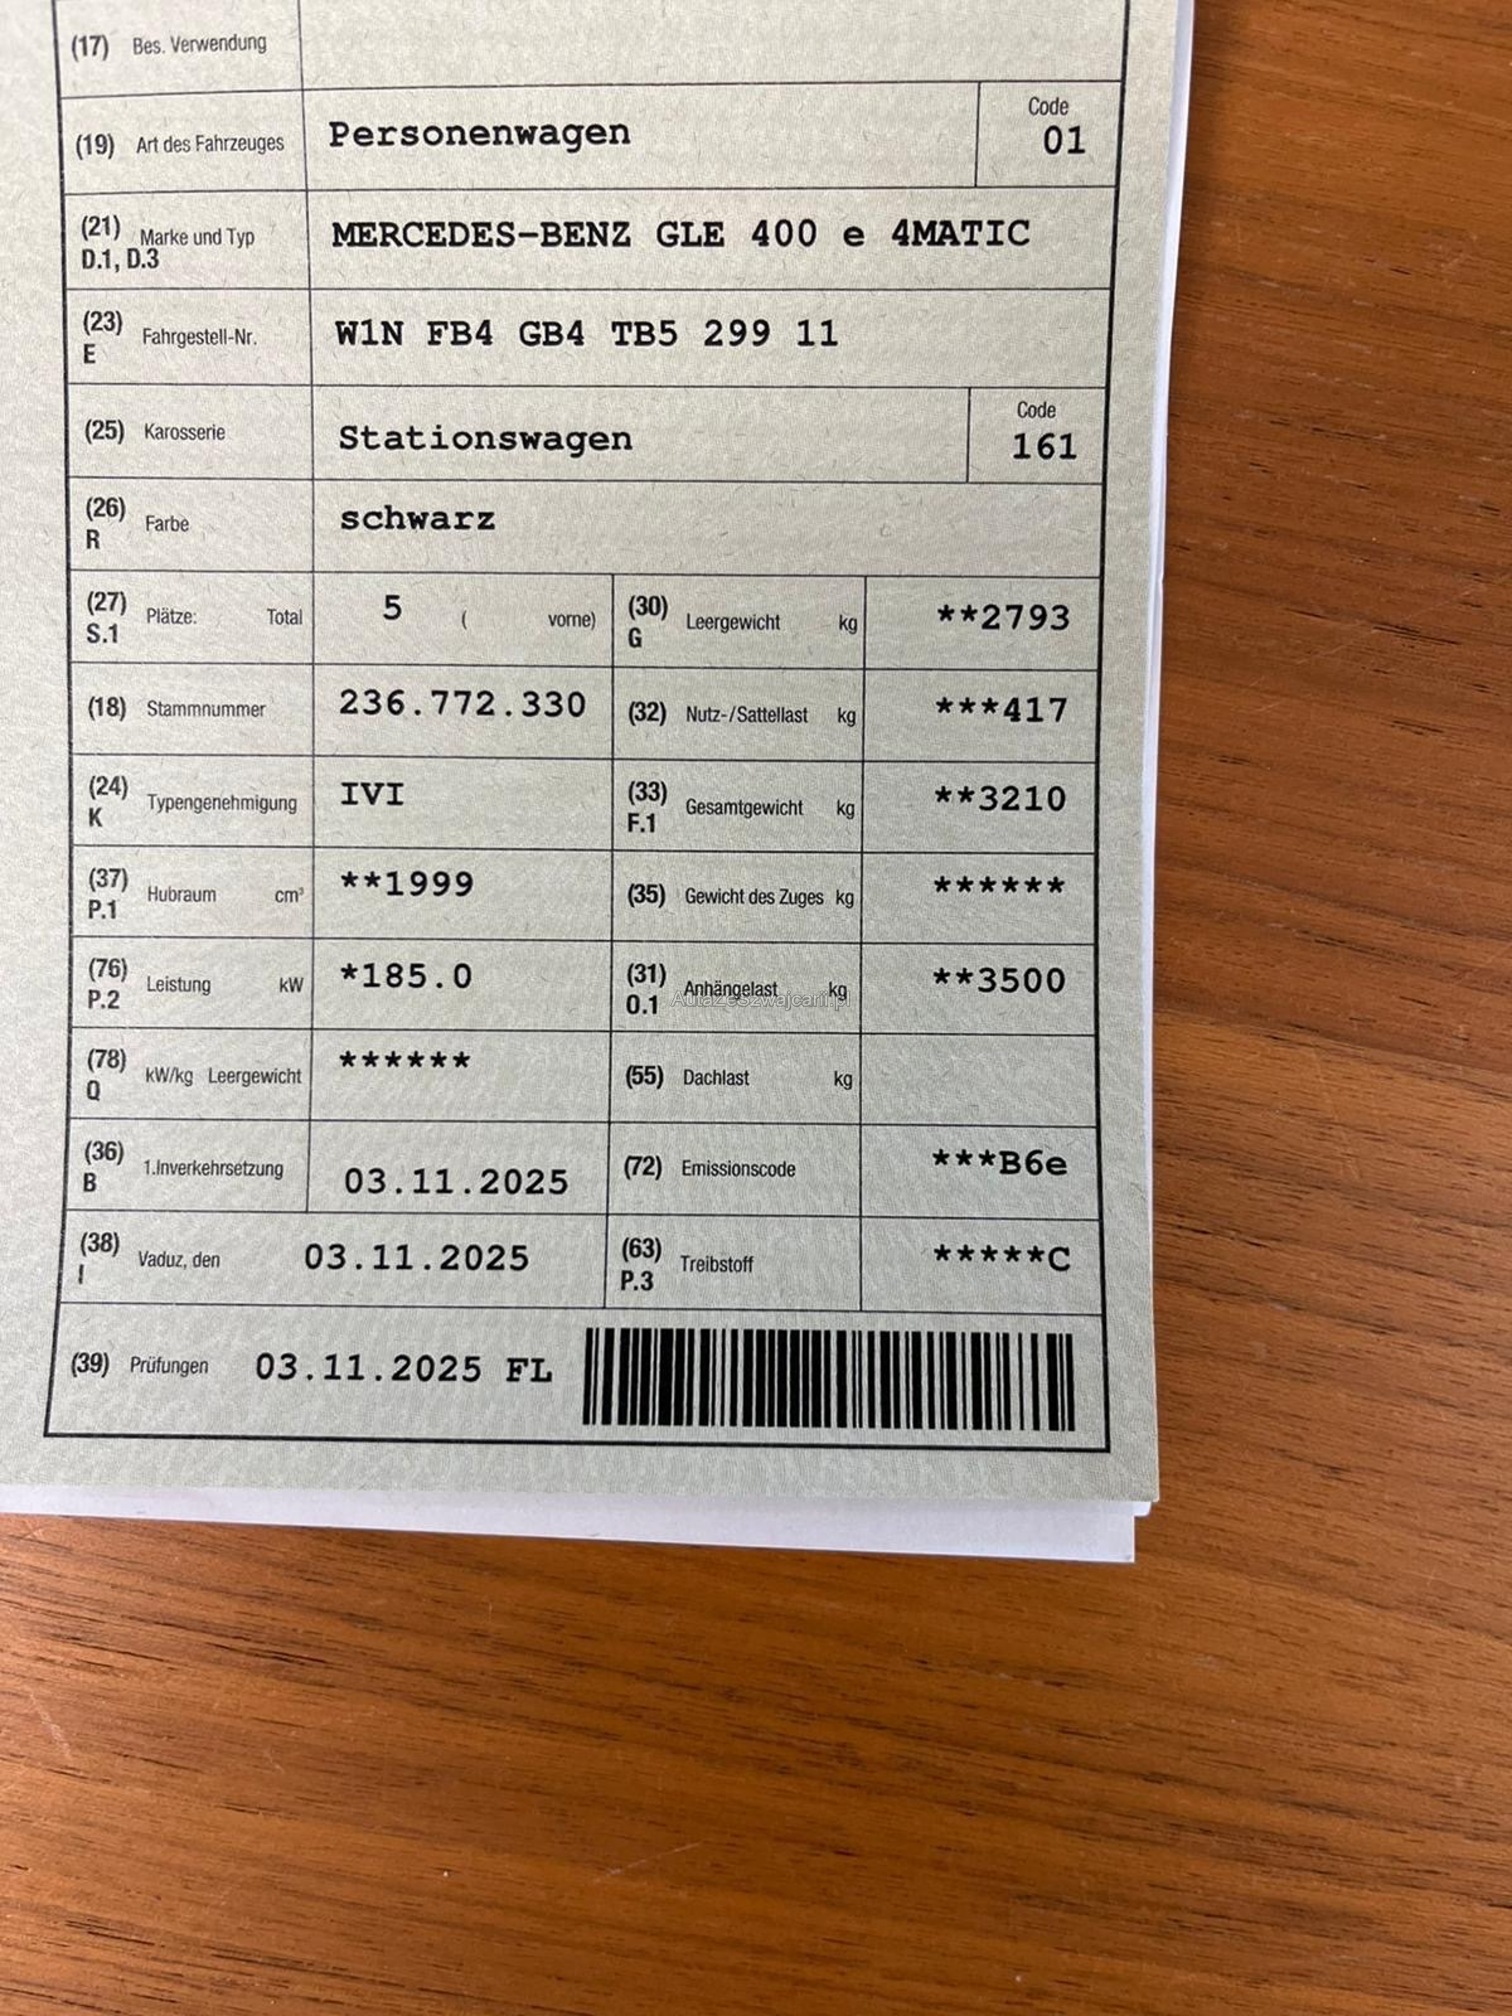 (17) Bes. Verwendung
(19) Art des Fahrzeuges Personenwagen Code 01
(21) D.1, D.3 Marke und Typ MERCEDES-BENZ GLE 400 e 4MATIC
(23) E Fahrgestell-Nr. W1N FB4 GB4 TB5 299 11
(25) Karosserie Stationswagen Code 161
(26) R Farbe schwarz
(27) S.1 Plätze: Total 5 ( vorne) (30) G Leergewicht kg **2793
(18) Stammnummer 236.772.330 (32) Nutz-/Sattellast kg ***417
(24) K Typengenehmigung IVI (33) F.1 Gesamtgewicht kg **3210
(37) P.1 Hubraum cm³ **1999 (35) Gewicht des Zuges kg ******
(76) P.2 Leistung kW *185.0 (31) O.1 Anhängelast kg **3500
AutaZeSzwajcarii.pl
(78) Q kW/kg Leergewicht ****** (55) Dachlast kg
(36) B 1.Inverkehrsetzung 03.11.2025 (72) Emissionscode ***B6e
(38) I Vaduz, den 03.11.2025 (63) P.3 Treibstoff *****C
(39) Prüfungen 03.11.2025 FL